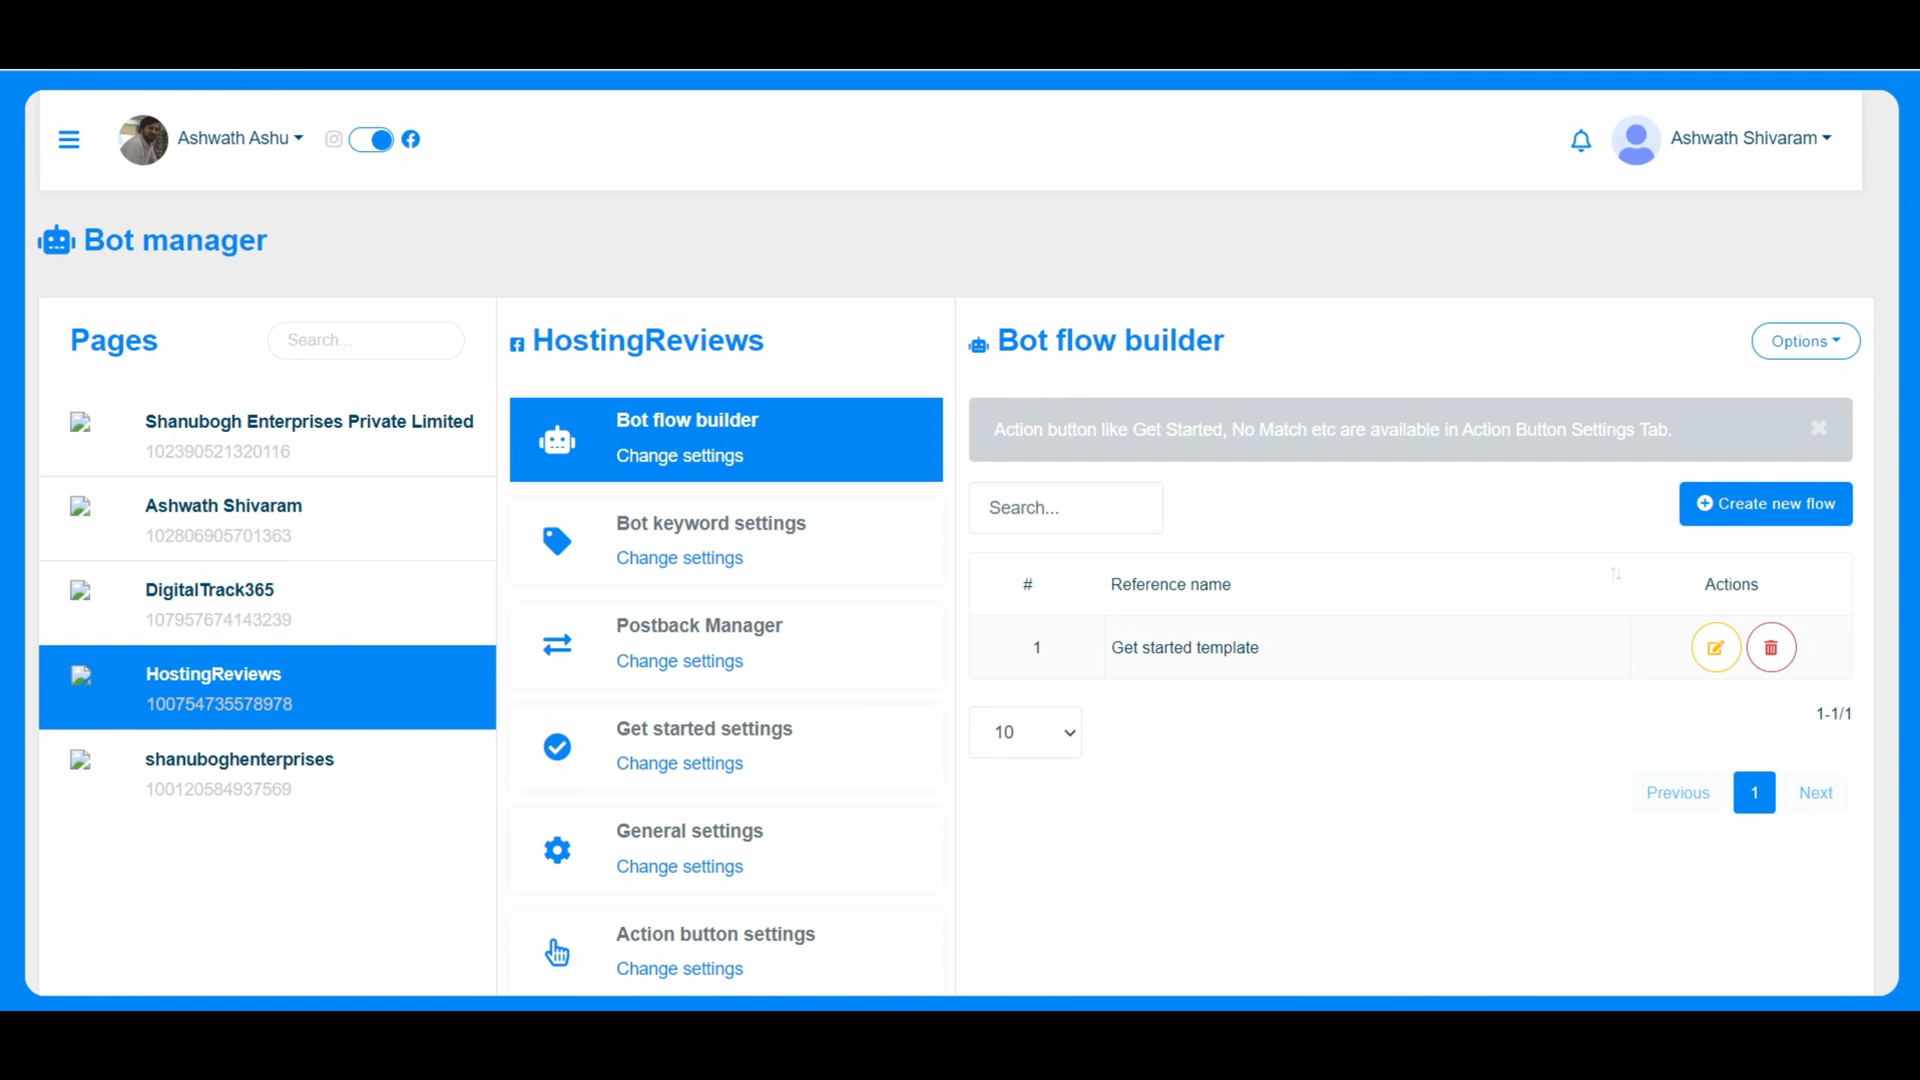 Ashwath Ashu
Ashwath Shivaram
Bot manager
Pages
Search...
Shanubogh Enterprises Private Limited
102390521320116
Ashwath Shivaram
102806905701363
DigitalTrack365
107957674143239
HostingReviews
100754735578978
shanuboghenterprises
100120584937569
HostingReviews
Bot flow builder
Change settings
Bot keyword settings
Change settings
Postback Manager
Change settings
Get started settings
Change settings
General settings
Change settings
Action button settings
Change settings
Bot flow builder
Options
Action button like Get Started, No Match etc are available in Action Button Settings Tab.
Search...
Create new flow
# Reference name Actions
1 Get started template
10
1-1/1
Previous 1 Next